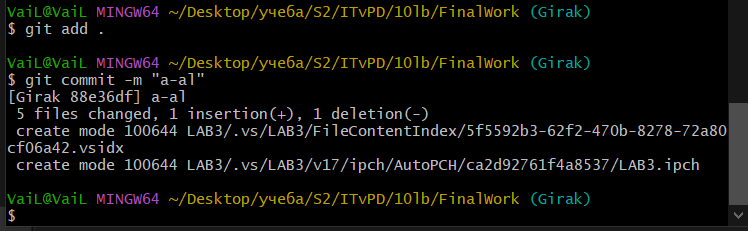 VaiL@VaiL MINGW64 ~/Desktop/учеба/S2/ITvPD/10lb/FinalWork (Girak)
$ git add .
VaiL@VaiL MINGW64 ~/Desktop/учеба/S2/ITvPD/10lb/FinalWork (Girak)
$ git commit -m "a-al"
[Girak 88e36df] a-al
 5 files changed, 1 insertion(+), 1 deletion(-)
 create mode 100644 LAB3/.vs/LAB3/FileContentIndex/5f5592b3-62f2-470b-8278-72a80
cf06a42.vsidx
 create mode 100644 LAB3/.vs/LAB3/v17/ipch/AutoPCH/ca2d92761f4a8537/LAB3.ipch
VaiL@VaiL MINGW64 ~/Desktop/учеба/S2/ITvPD/10lb/FinalWork (Girak)
$